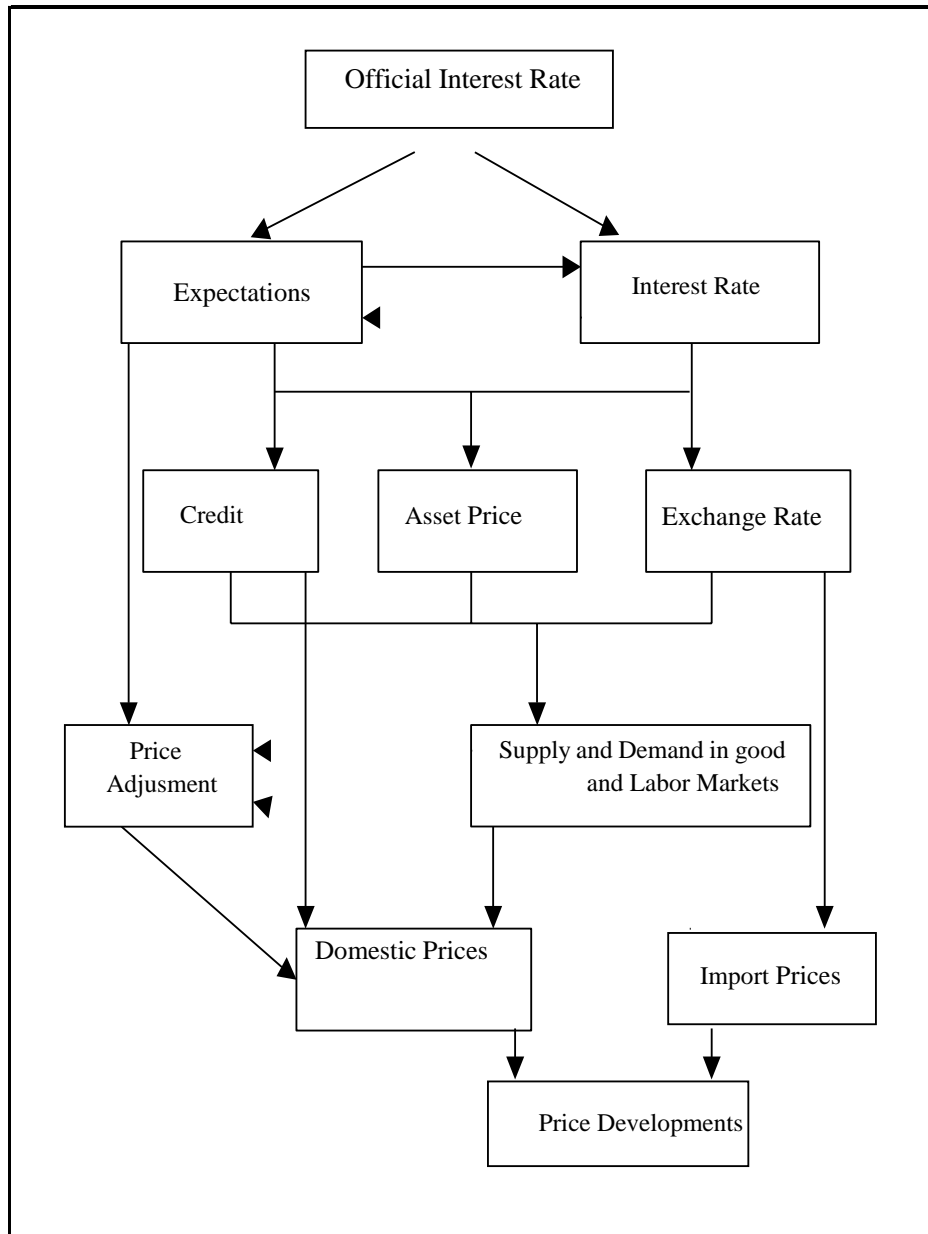 Official Interest Rate
Expectations
Interest Rate
Credit
Asset Price
Exchange Rate
Price
Adjusment
Supply and Demand in good
and Labor Markets
Domestic Prices
Import Prices
Price Developments